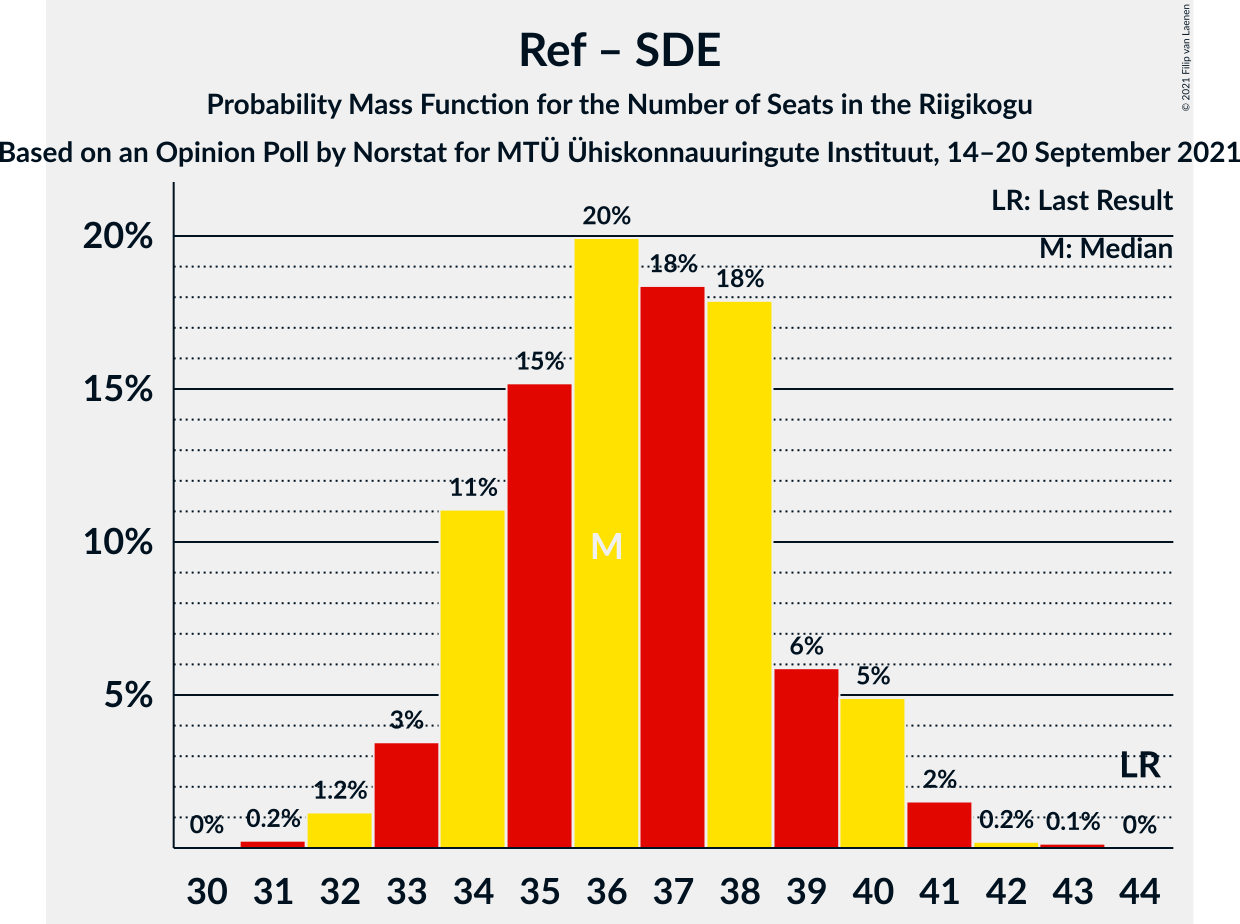 Ref – SDE
Probability Mass Function for the Number of Seats in the Riigikogu
Based on an Opinion Poll by Norstat for MTÜ Ühiskonnauuringute Instituut, 14–20 September 2021
© 2021 Filip van Laenen
LR: Last Result
M: Median
20%
15%
10%
5%
0%
0.2%
1.2%
3%
11%
15%
20%
18%
18%
6%
5%
2%
0.2%
0.1%
0%
M
LR
30 31 32 33 34 35 36 37 38 39 40 41 42 43 44